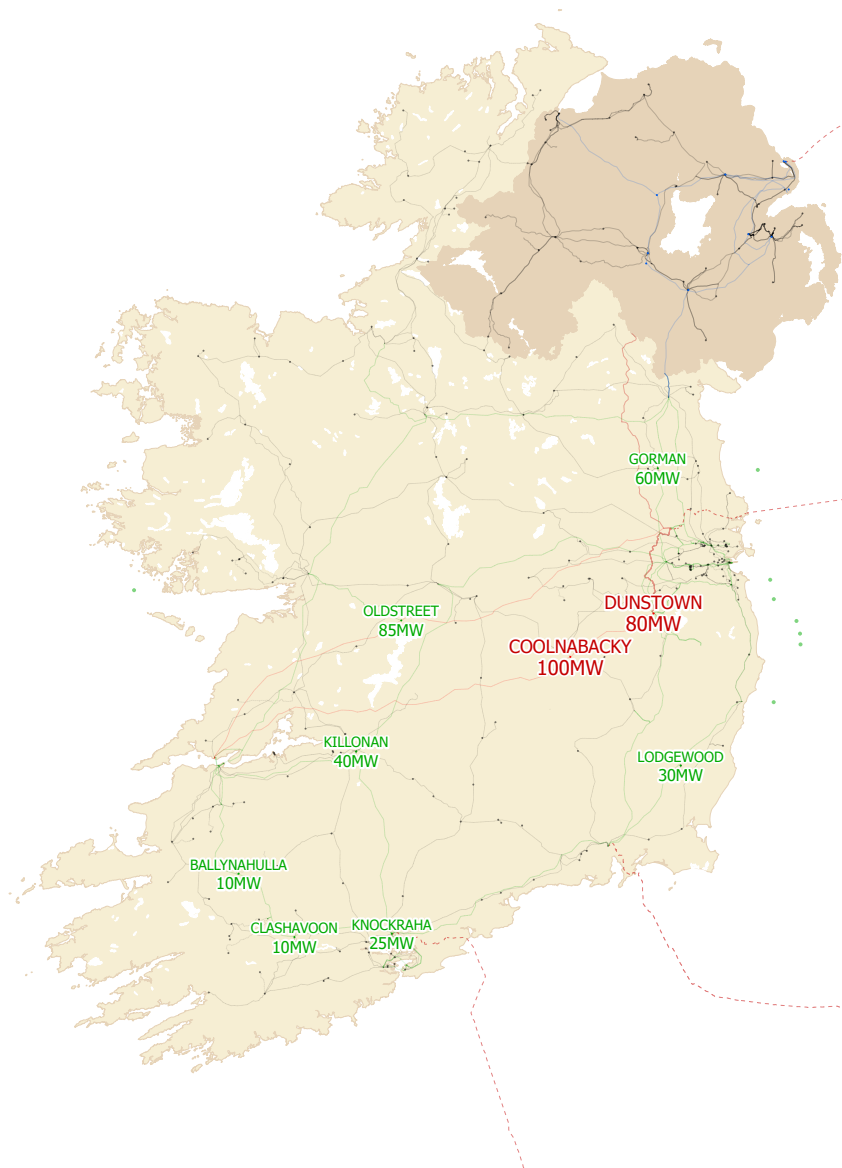 GORMAN
60MW
DUNSTOWN
80MW
OLDSTREET
85MW
COOLNABACKY
100MW
KILLONAN
40MW
LODGEWOOD
30MW
BALLYNAHULLA
10MW
CLASHAVOON
10MW
KNOCKRAHA
25MW